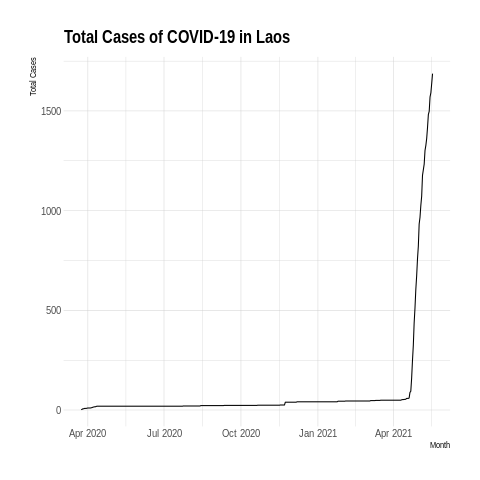 Total Cases of COVID-19 in Laos
Total Cases
1500
1000
500
0
Apr 2020 Jul 2020 Oct 2020 Jan 2021 Apr 2021
Month